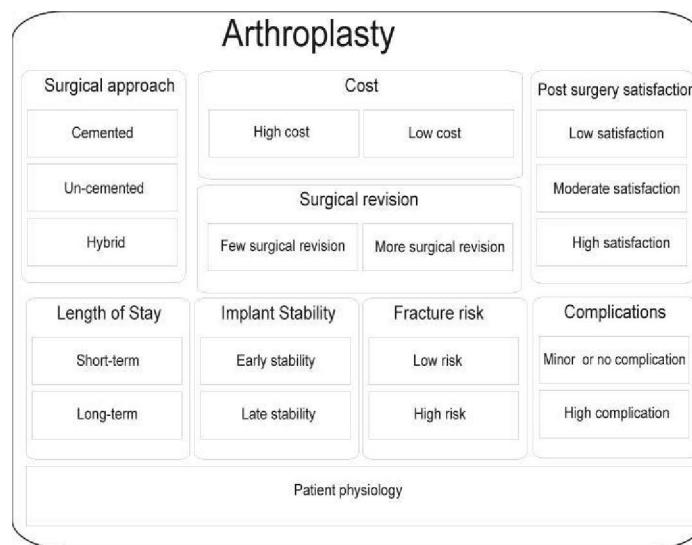 Arthroplasty
Surgical approach
Cemented
Un-cemented
Hybrid
Cost
High cost
Low cost
Surgical revision
Few surgical revision
More surgical revision
Post surgery satisfaction
Low satisfaction
Moderate satisfaction
High satisfaction
Length of Stay
Short-term
Long-term
Implant Stability
Early stability
Late stability
Fracture risk
Low risk
High risk
Complications
Minor or no complication
High complication
Patient physiology